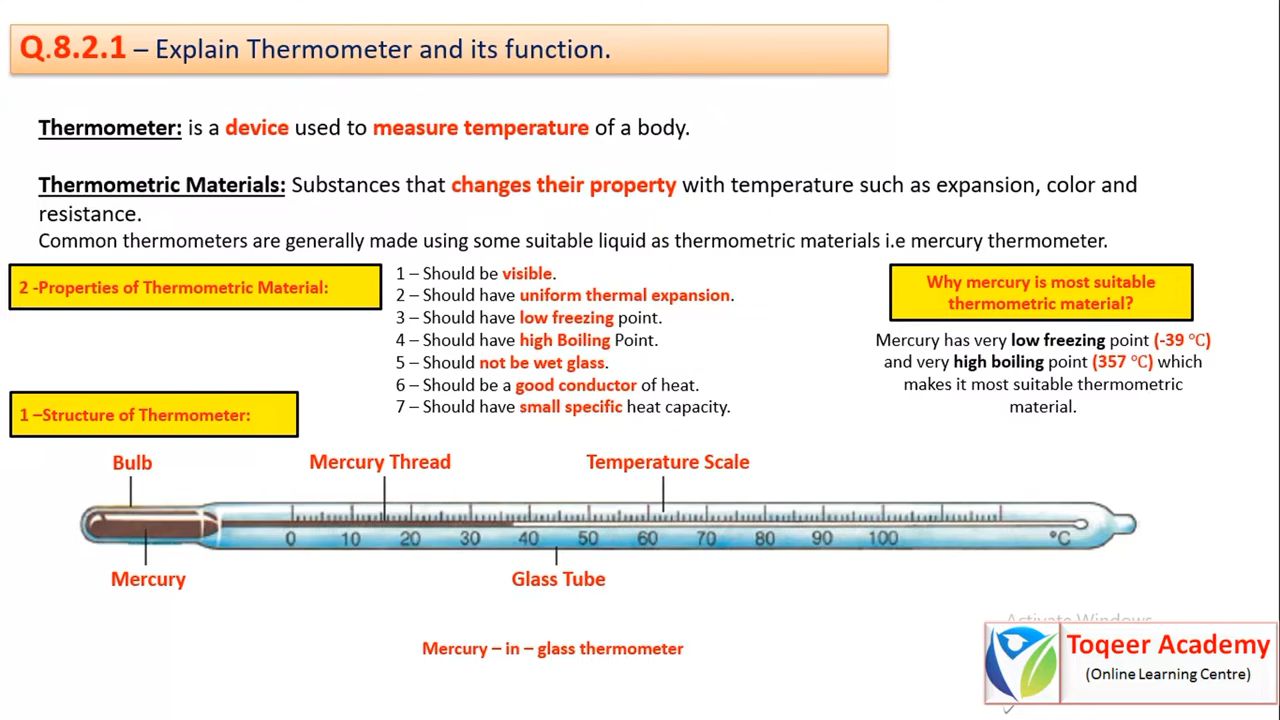 Q.8.2.1 – Explain Thermometer and its function.
Thermometer: is a device used to measure temperature of a body.
Thermometric Materials: Substances that changes their property with temperature such as expansion, color and
resistance.
Common thermometers are generally made using some suitable liquid as thermometric materials i.e mercury thermometer.
2 -Properties of Thermometric Material:
1 – Should be visible.
2 – Should have uniform thermal expansion.
3 – Should have low freezing point.
4 – Should have high Boiling Point.
5 – Should not be wet glass.
6 – Should be a good conductor of heat.
7 – Should have small specific heat capacity.
Why mercury is most suitable
thermometric material?
Mercury has very low freezing point (-39 °C)
and very high boiling point (357 °C) which
makes it most suitable thermometric
material.
1 –Structure of Thermometer:
Bulb
Mercury Thread
Temperature Scale
0 10 20 30 40 50 60 70 80 90 100 °C
Mercury
Glass Tube
Mercury – in – glass thermometer
Activate Windows
Toqeer Academy
(Online Learning Centre)